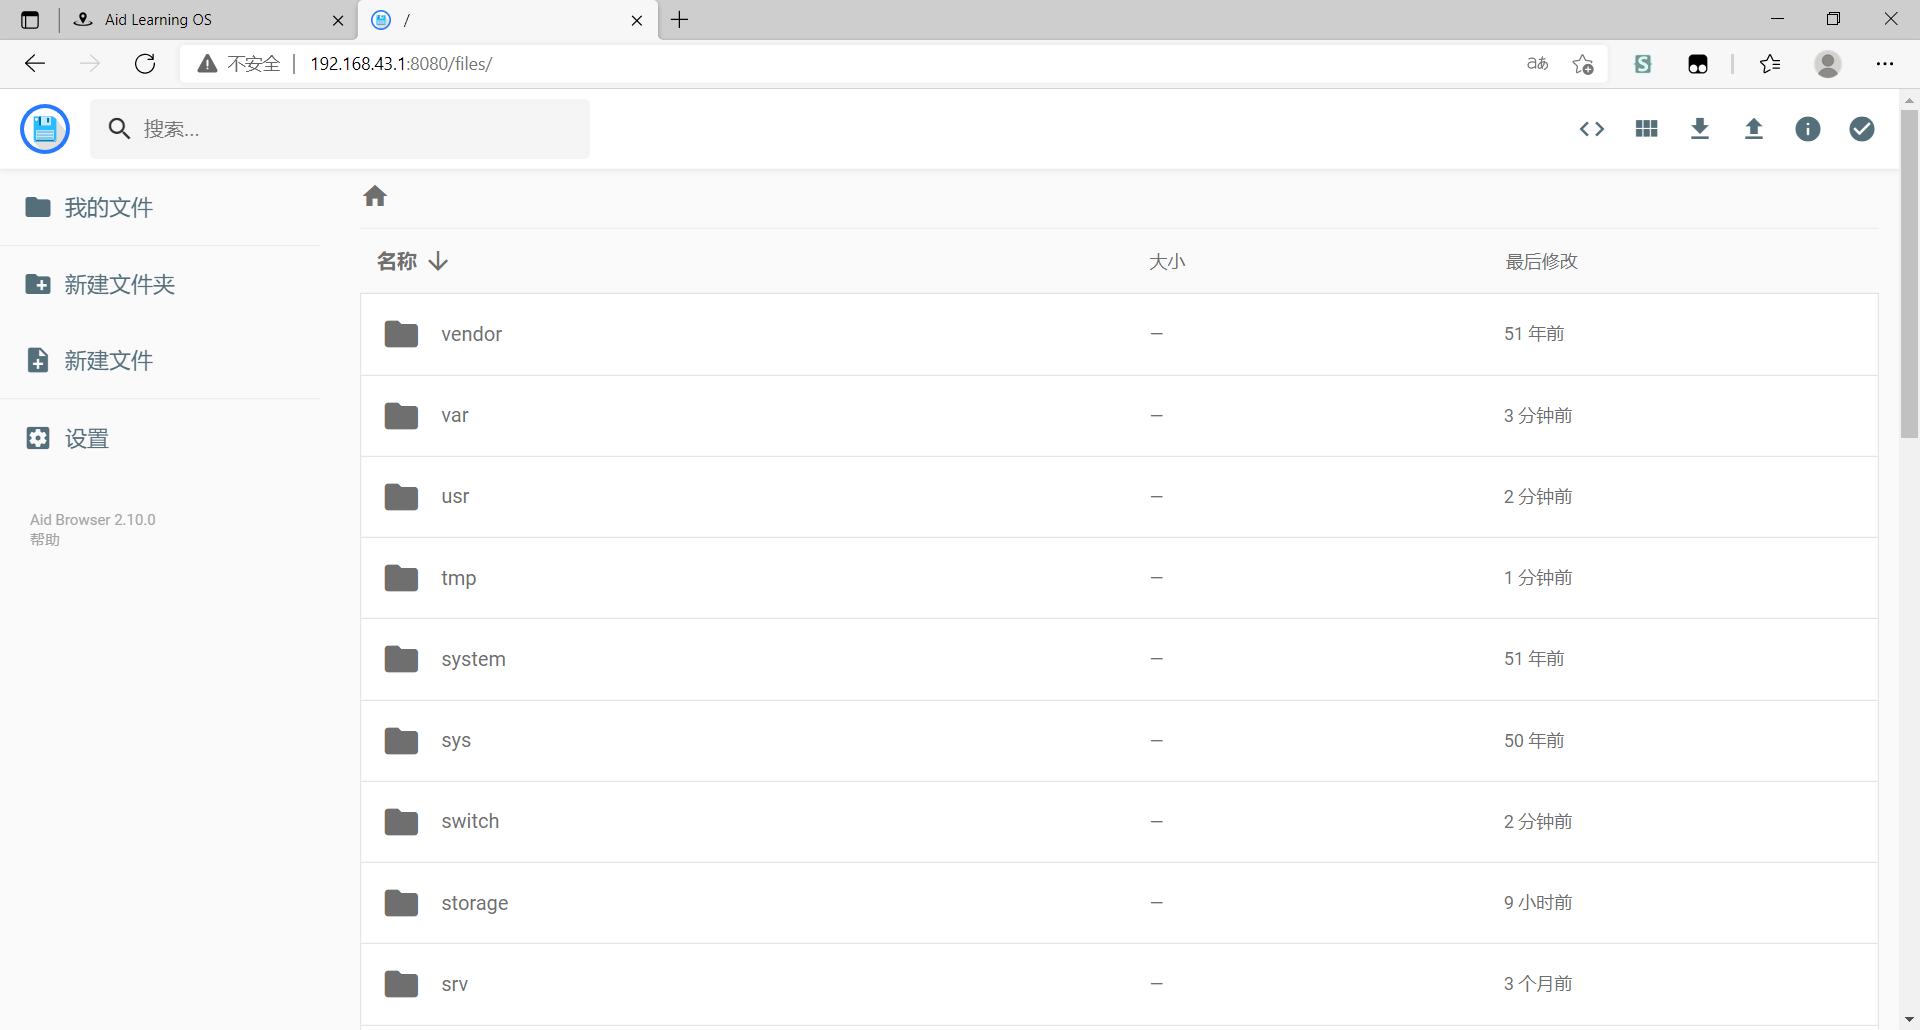 Aid Learning OS
/
不安全
192.168.43.1:8080/files/
aあ
搜索...
我的文件
新建文件夹
新建文件
设置
Aid Browser 2.10.0
帮助
名称 大小 最后修改
vendor — 51 年前
var — 3 分钟前
usr — 2 分钟前
tmp — 1 分钟前
system — 51 年前
sys — 50 年前
switch — 2 分钟前
storage — 9 小时前
srv — 3 个月前